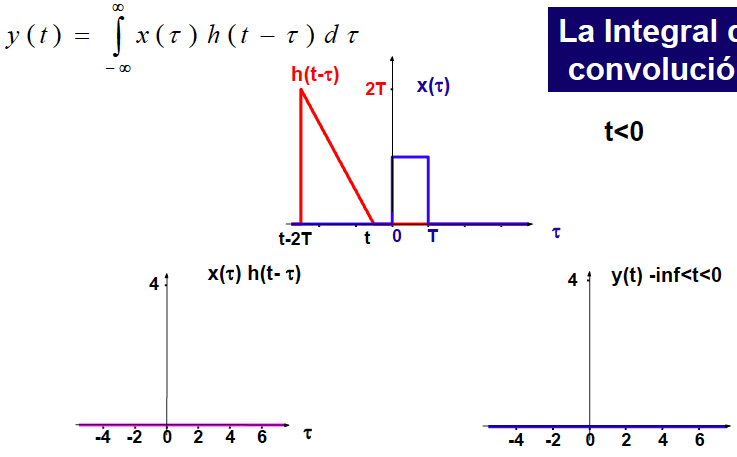 y(t) = ∫ x(τ) h(t − τ) d τ
∞
− ∞
La Integral
convolució
h(t-τ)
2T
x(τ)
t<0
t-2T
t
0
T
τ
x(τ) h(t- τ)
4
-4 -2 0 2 4 6
τ
y(t) -inf<t<0
4
-4 -2 0 2 4 6